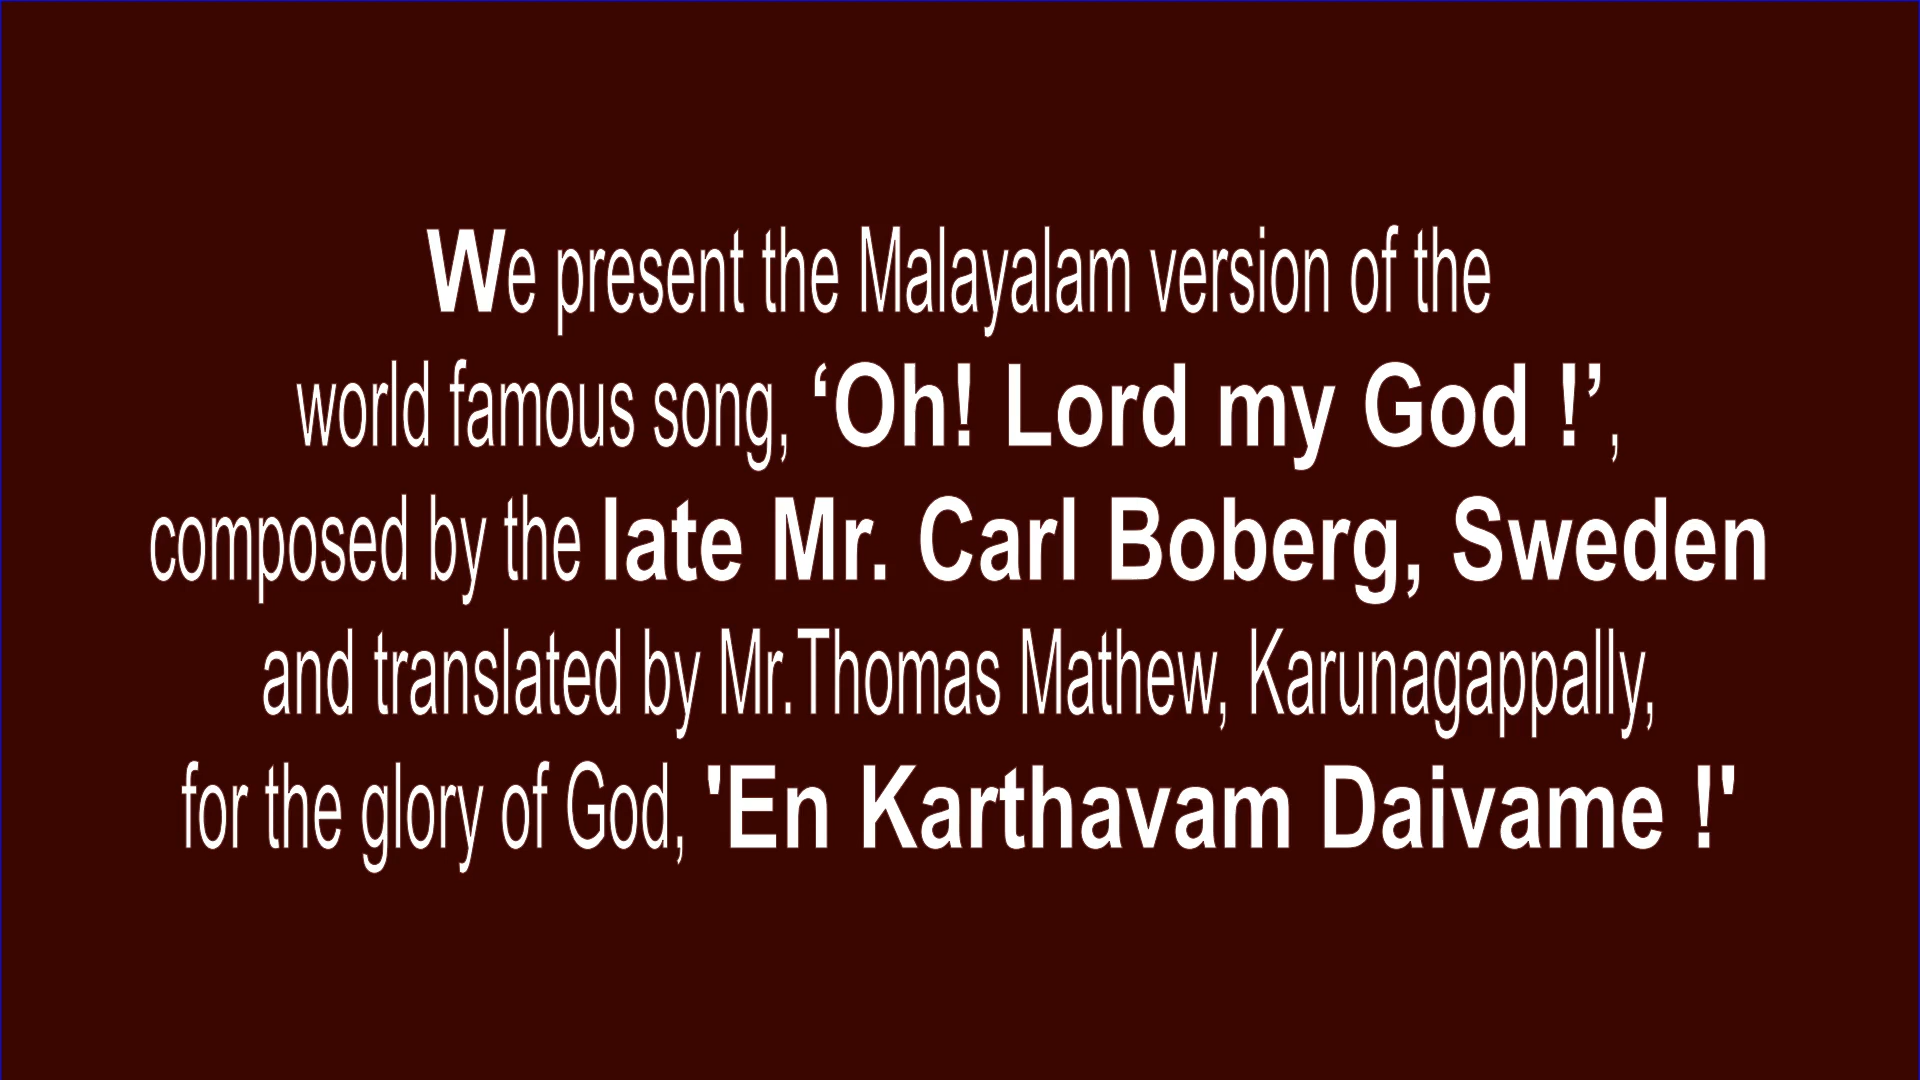 We present the Malayalam version of the
world famous song, ‘Oh! Lord my God !’,
composed by the late Mr. Carl Boberg, Sweden
and translated by Mr.Thomas Mathew, Karunagappally,
for the glory of God, 'En Karthavam Daivame !'